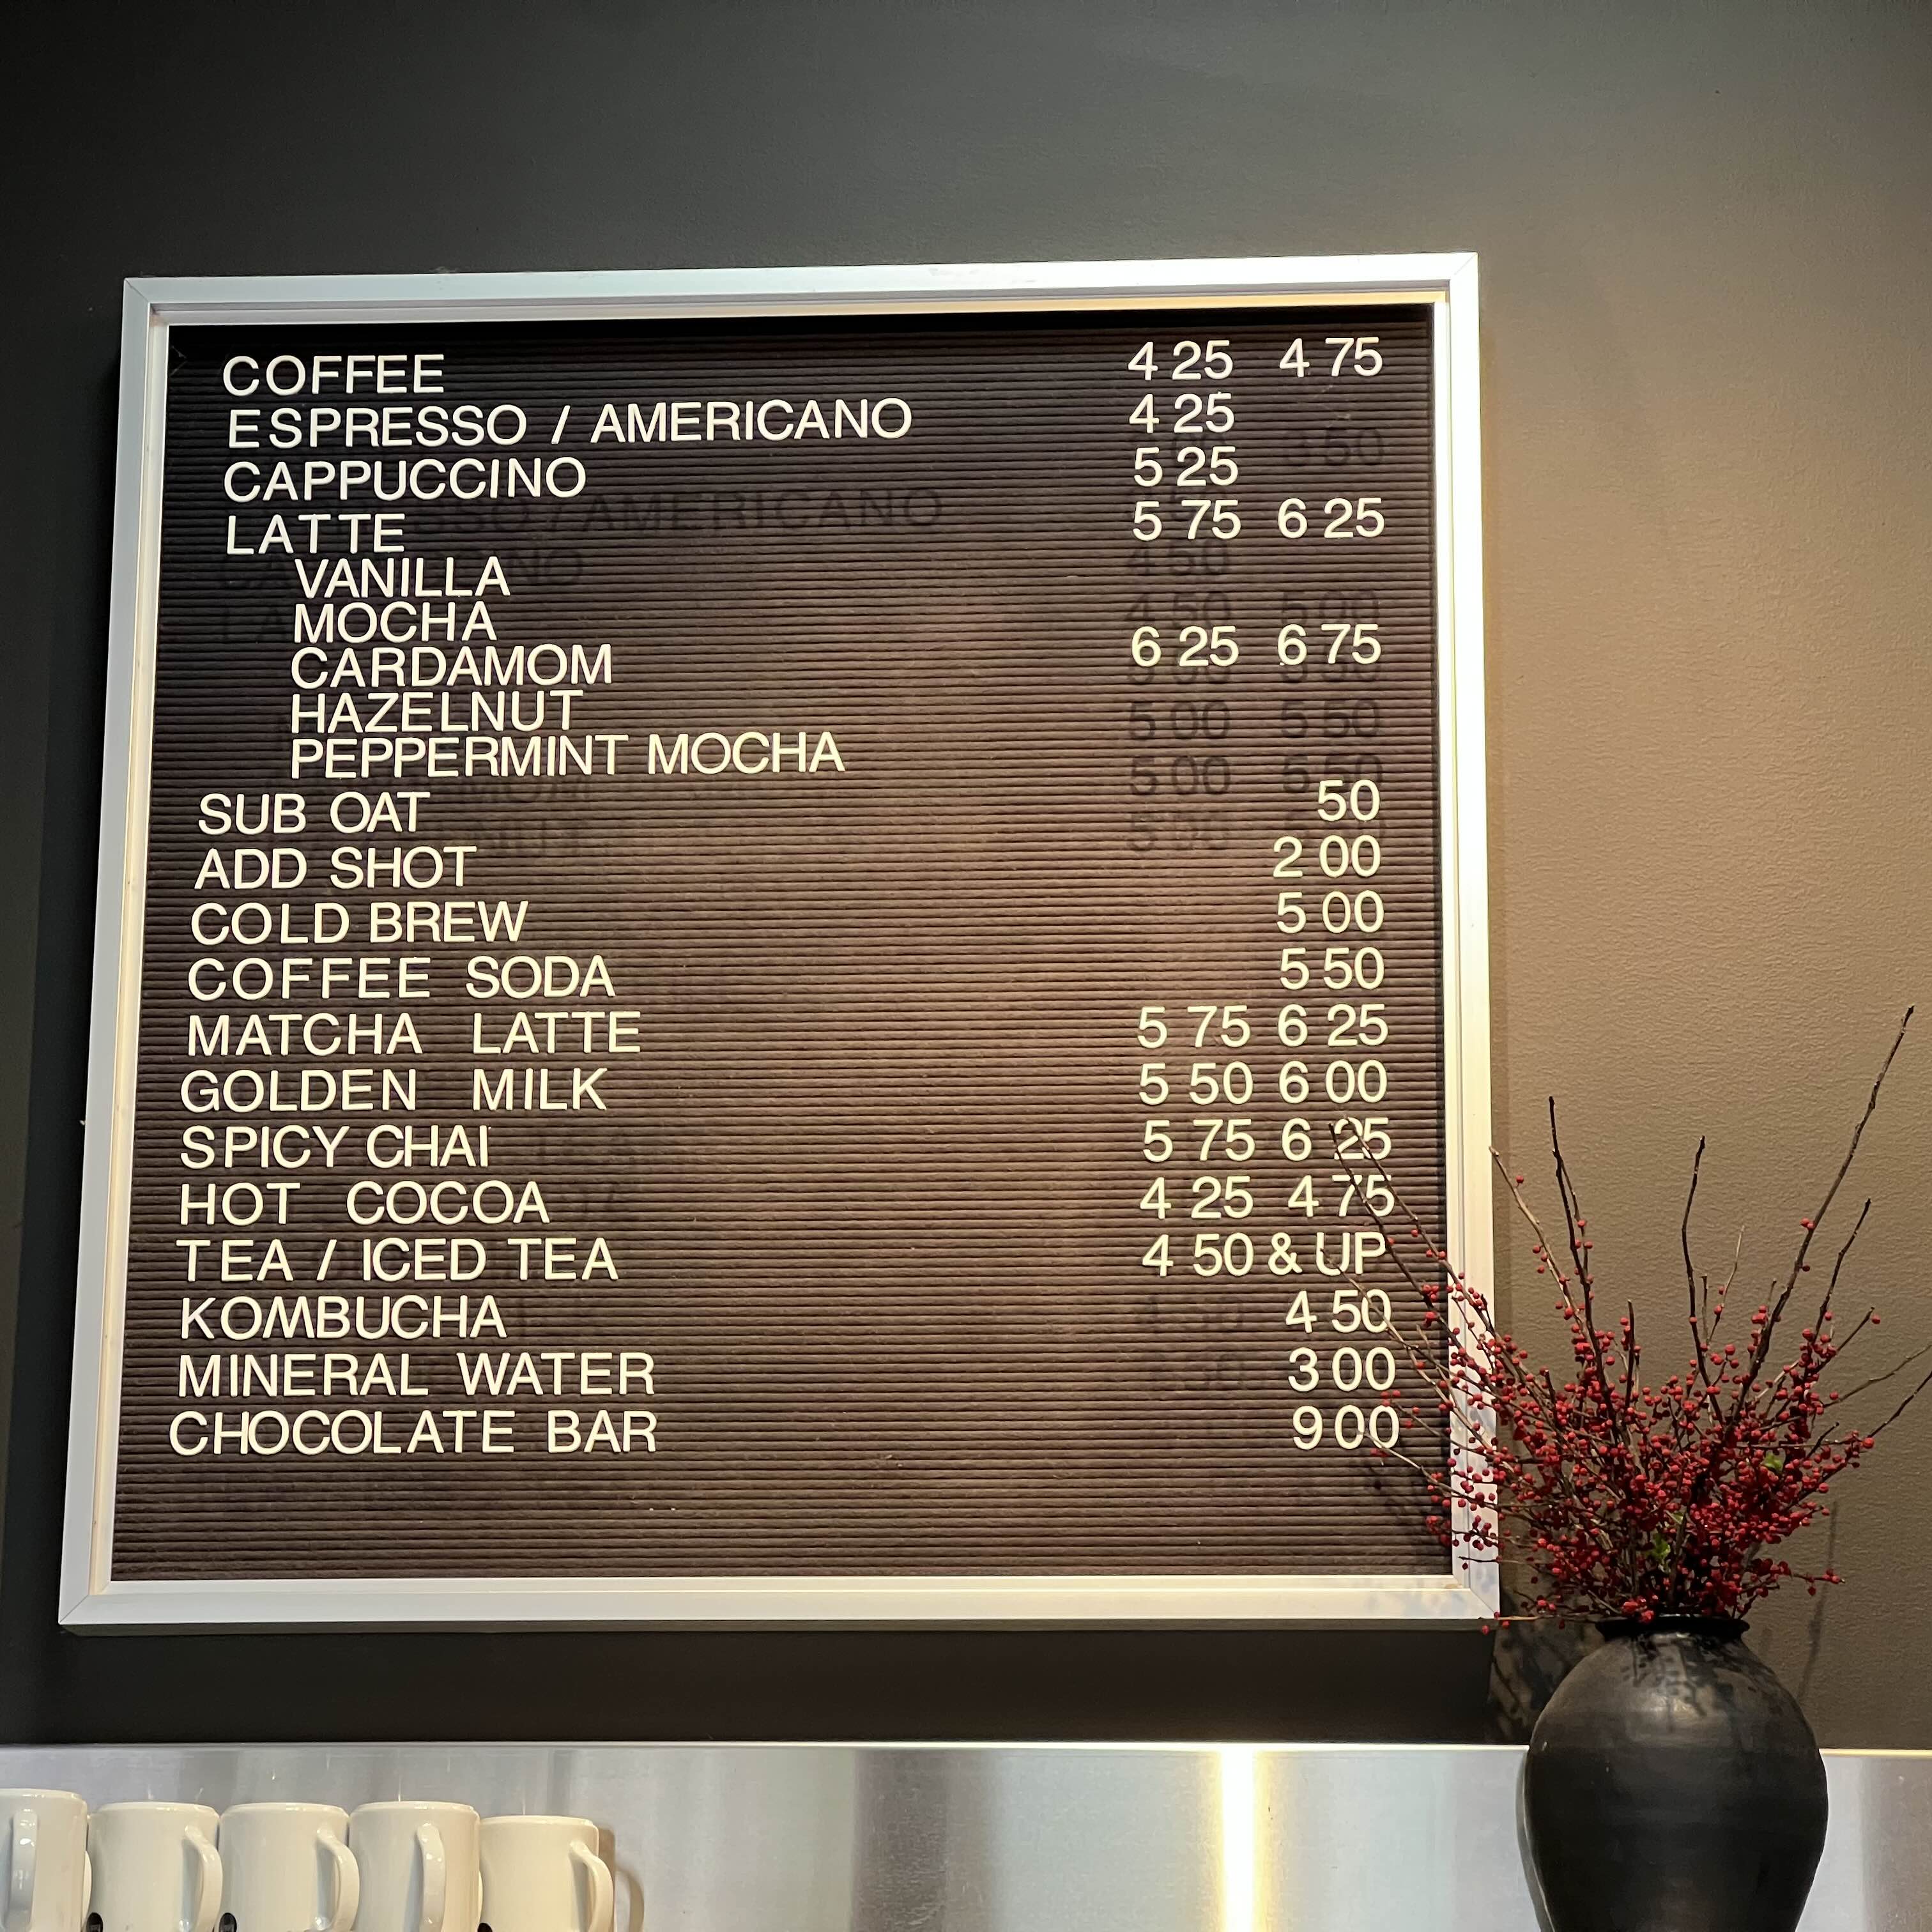 COFFEE 4 25 4 75
ESPRESSO / AMERICANO 4 25
CAPPUCCINO 5 25
LATTE 5 75 6 25
VANILLA
MOCHA
CARDAMOM 6 25 6 75
HAZELNUT
PEPPERMINT MOCHA
SUB OAT 50
ADD SHOT 2 00
COLD BREW 5 00
COFFEE SODA 5 50
MATCHA LATTE 5 75 6 25
GOLDEN MILK 5 50 6 00
SPICY CHAI 5 75 6 25
HOT COCOA 4 25 4 75
TEA / ICED TEA 4 50 & UP
KOMBUCHA 4 50
MINERAL WATER 3 00
CHOCOLATE BAR 9 00